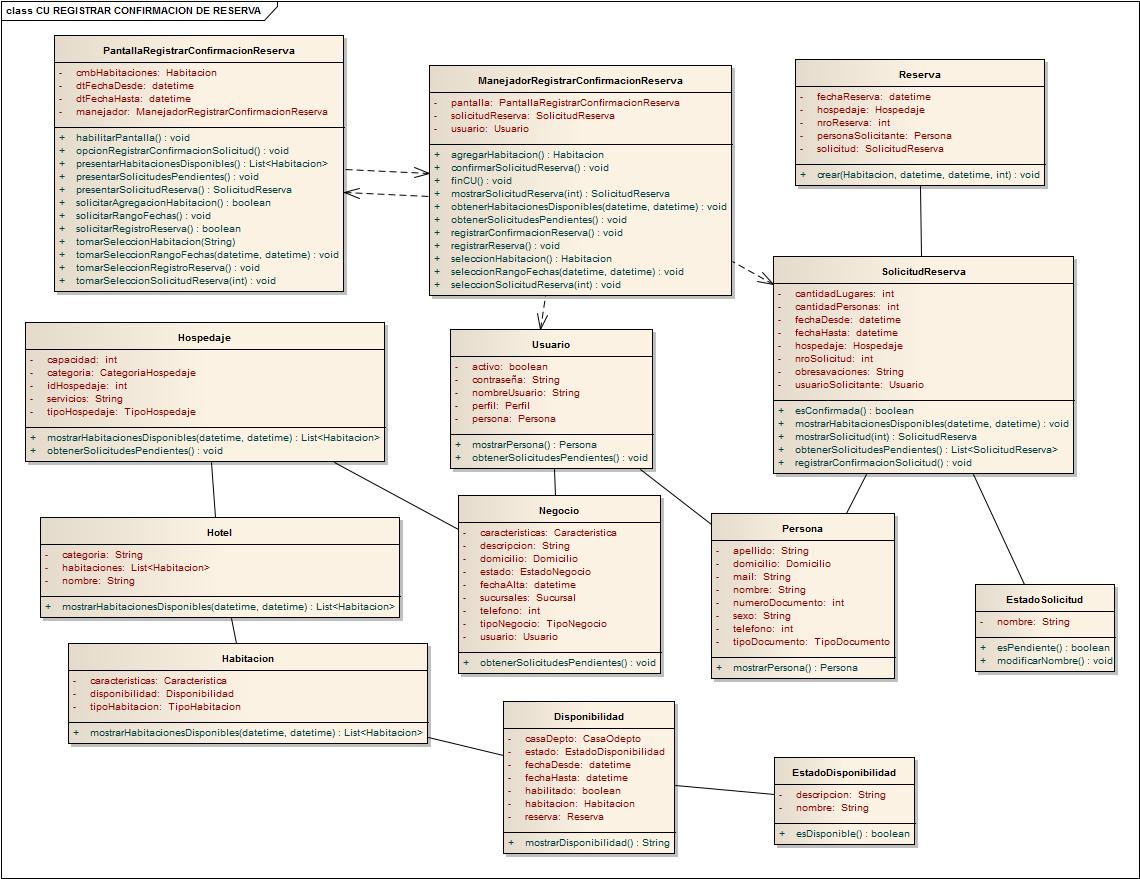 class CU REGISTRAR CONFIRMACION DE RESERVA
PantallaRegistrarConfirmacionReserva
- cmbHabitaciones: Habitacion
- dtFechaDesde: datetime
- dtFechaHasta: datetime
- manejador: ManejadorRegistrarConfirmacionReserva
+ habilitarPantalla() : void
+ opcionRegistrarConfirmacionSolicitud() : void
+ presentarHabitacionesDisponibles() : List<Habitacion>
+ presentarSolicitudesPendientes() : void
+ presentarSolicitudReserva() : SolicitudReserva
+ solicitarAgregacionHabitacion() : boolean
+ solicitarRangoFechas() : void
+ solicitarRegistroReserva() : boolean
+ tomarSeleccionHabitacion(String)
+ tomarSeleccionRangoFechas(datetime, datetime) : void
+ tomarSeleccionRegistroReserva() : void
+ tomarSeleccionSolicitudReserva(int) : void
ManejadorRegistrarConfirmacionReserva
- pantalla: PantallaRegistrarConfirmacionReserva
- solicitudReserva: SolicitudReserva
- usuario: Usuario
+ agregarHabitacion() : Habitacion
+ confirmarSolicitudReserva() : void
+ finCU() : void
+ mostrarSolicitudReserva(int) : SolicitudReserva
+ obtenerHabitacionesDisponibles(datetime, datetime) : void
+ obtenerSolicitudesPendientes() : void
+ registrarConfirmacionReserva() : void
+ registrarReserva() : void
+ seleccionHabitacion() : Habitacion
+ seleccionRangoFechas(datetime, datetime) : void
+ seleccionSolicitudReserva(int) : void
Reserva
- fechaReserva: datetime
- hospedaje: Hospedaje
- nroReserva: int
- personaSolicitante: Persona
- solicitud: SolicitudReserva
+ crear(Habitacion, datetime, datetime, int) : void
SolicitudReserva
- cantidadLugares: int
- cantidadPersonas: int
- fechaDesde: datetime
- fechaHasta: datetime
- hospedaje: Hospedaje
- nroSolicitud: int
- obresavaciones: String
- usuarioSolicitante: Usuario
+ esConfirmada() : boolean
+ mostrarHabitacionesDisponibles(datetime, datetime) : void
+ mostrarSolicitud(int) : SolicitudReserva
+ obtenerSolicitudesPendientes() : List<SolicitudReserva>
+ registrarConfirmacionSolicitud() : void
Hospedaje
- capacidad: int
- categoria: CategoriaHospedaje
- idHospedaje: int
- servicios: String
- tipoHospedaje: TipoHospedaje
+ mostrarHabitacionesDisponibles(datetime, datetime) : List<Habitacion>
+ obtenerSolicitudesPendientes() : void
Usuario
- activo: boolean
- contraseña: String
- nombreUsuario: String
- perfil: Perfil
- persona: Persona
+ mostrarPersona() : Persona
+ obtenerSolicitudesPendientes() : void
Hotel
- categoria: String
- habitaciones: List<Habitacion>
- nombre: String
+ mostrarHabitacionesDisponibles(datetime, datetime) : List<Habitacion>
Negocio
- caracteristicas: Caracteristica
- descripcion: String
- domicilio: Domicilio
- estado: EstadoNegocio
- fechaAlta: datetime
- sucursales: Sucursal
- telefono: int
- tipoNegocio: TipoNegocio
- usuario: Usuario
+ obtenerSolicitudesPendientes() : void
Persona
- apellido: String
- domicilio: Domicilio
- mail: String
- nombre: String
- numeroDocumento: int
- sexo: String
- telefono: int
- tipoDocumento: TipoDocumento
+ mostrarPersona() : Persona
EstadoSolicitud
- nombre: String
+ esPendiente() : boolean
+ modificarNombre() : void
Habitacion
- caracteristicas: Caracteristica
- disponibilidad: Disponibilidad
- tipoHabitacion: TipoHabitacion
+ mostrarHabitacionesDisponibles(datetime, datetime) : List<Habitacion>
Disponibilidad
- casaDepto: CasaOdepto
- estado: EstadoDisponibilidad
- fechaDesde: datetime
- fechaHasta: datetime
- habilitado: boolean
- habitacion: Habitacion
- reserva: Reserva
+ mostrarDisponibilidad() : String
EstadoDisponibilidad
- descripcion: String
- nombre: String
+ esDisponible() : boolean